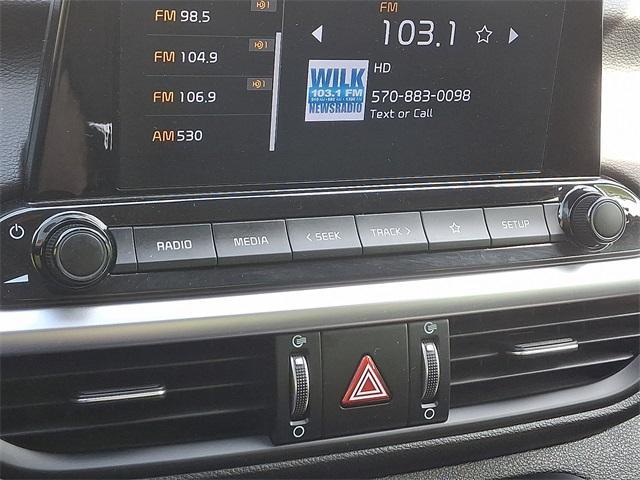 FM 98.5
FM 104.9
FM 106.9
AM 530
FM
103.1
HD
570-883-0098
Text or Call
WILK
103.1 FM
NEWSRADIO
RADIO
MEDIA
< SEEK
TRACK >
SETUP